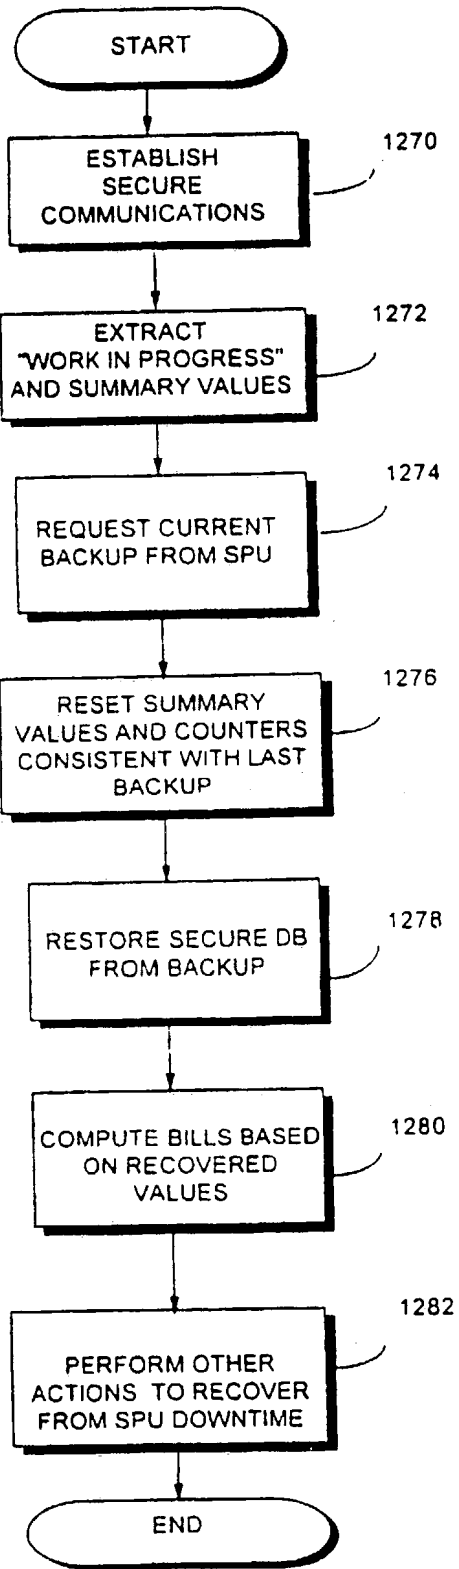 START
1270
ESTABLISH
SECURE
COMMUNICATIONS
1272
EXTRACT
"WORK IN PROGRESS"
AND SUMMARY VALUES
1274
REQUEST CURRENT
BACKUP FROM SPU
1276
RESET SUMMARY
VALUES AND COUNTERS
CONSISTENT WITH LAST
BACKUP
1278
RESTORE SECURE DB
FROM BACKUP
1280
COMPUTE BILLS BASED
ON RECOVERED
VALUES
1282
PERFORM OTHER
ACTIONS TO RECOVER
FROM SPU DOWNTIME
END